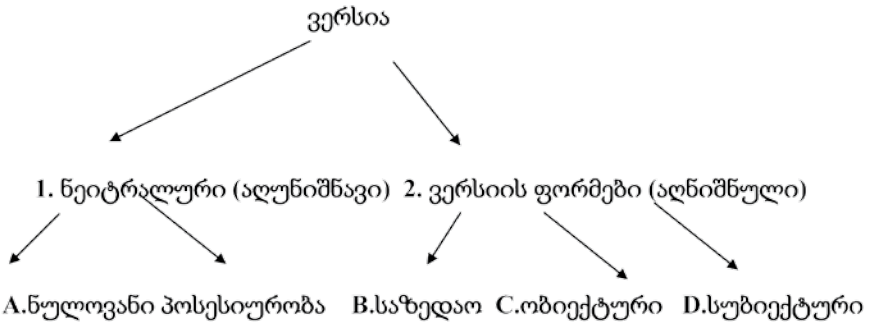 ვერსია
1. ნეიტრალური (აღუნიშნავი) 2. ვერსიის ფორმები (აღნიშნული)
A.ნულოვანი პოსესიურობა B.საზედაო C.ობიექტური D.სუბიექტური